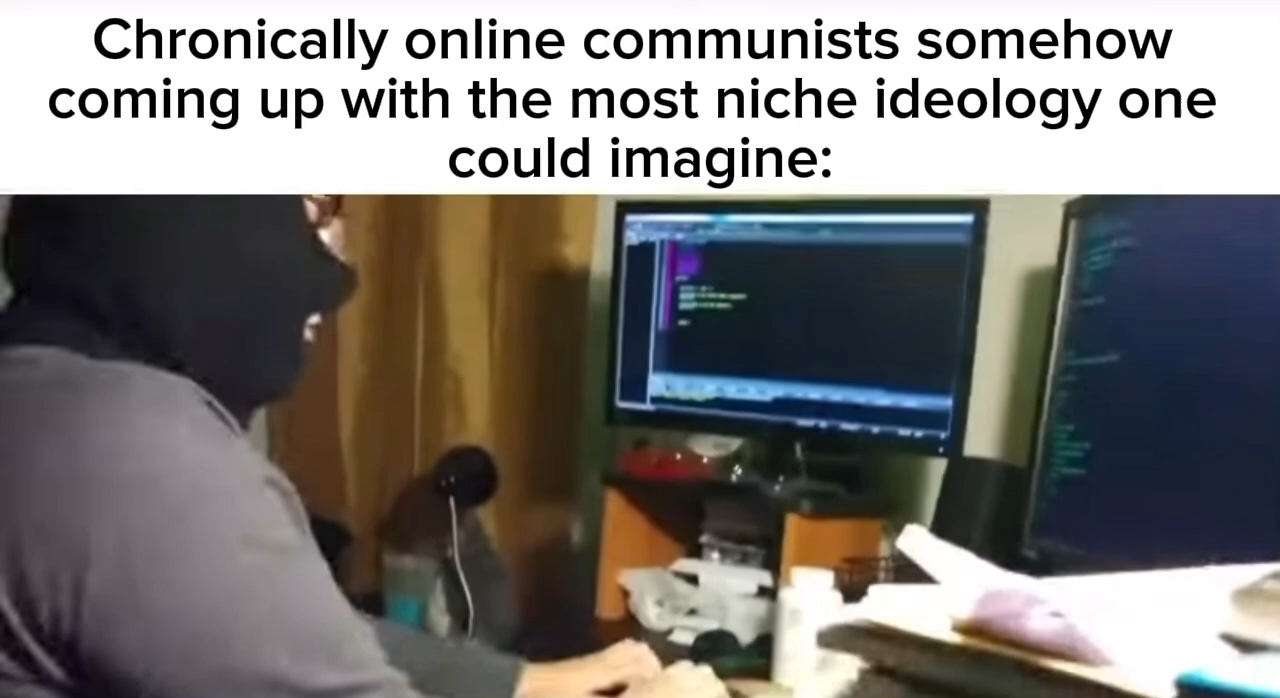 Chronically online communists somehow
coming up with the most niche ideology one
could imagine: